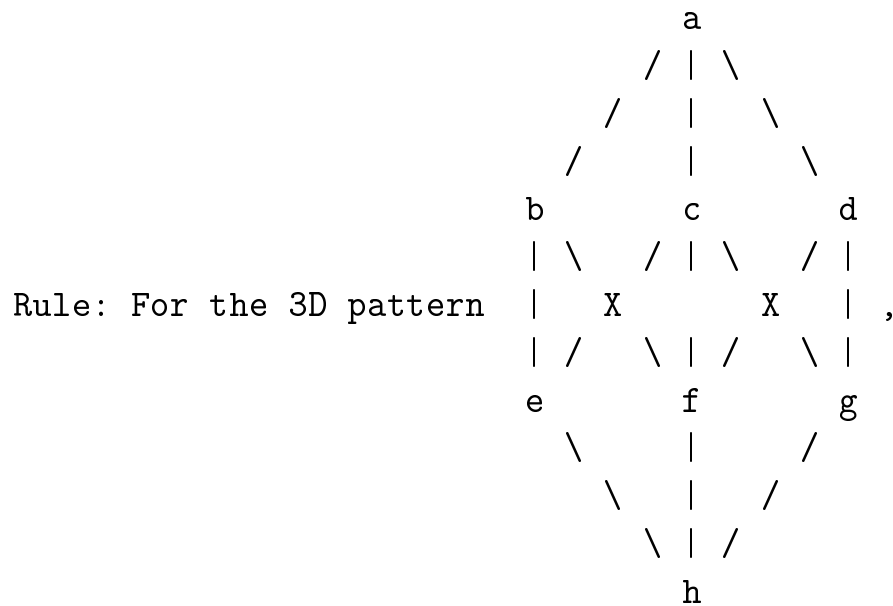 a
/ | \
/ | \
/ | \
b c d
| \ / | \ / |
Rule: For the 3D pattern | X X | ,
| / \ | / \ |
e f g
\ | /
\ | /
\ | /
h